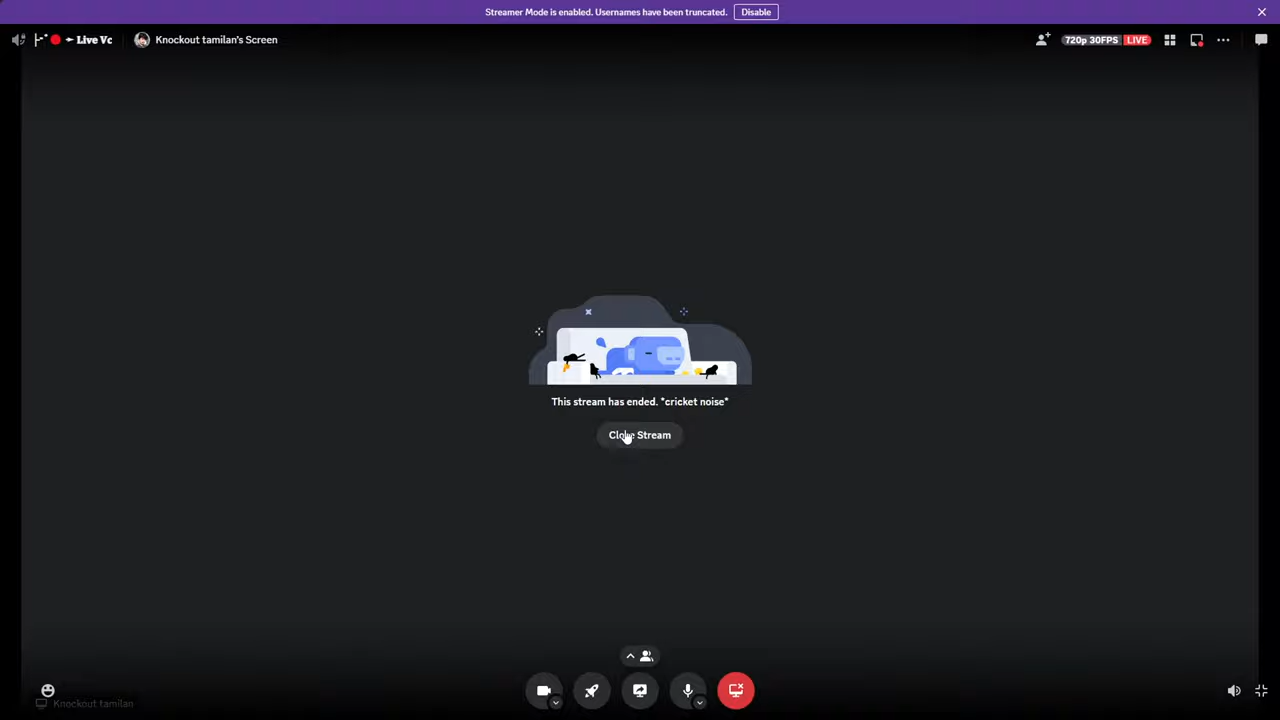 Streamer Mode is enabled. Usernames have been truncated. Disable
Live Vc Knockout tamilan's Screen 720p 30FPS LIVE
This stream has ended. *cricket noise*
Close Stream
Knockout tamilan